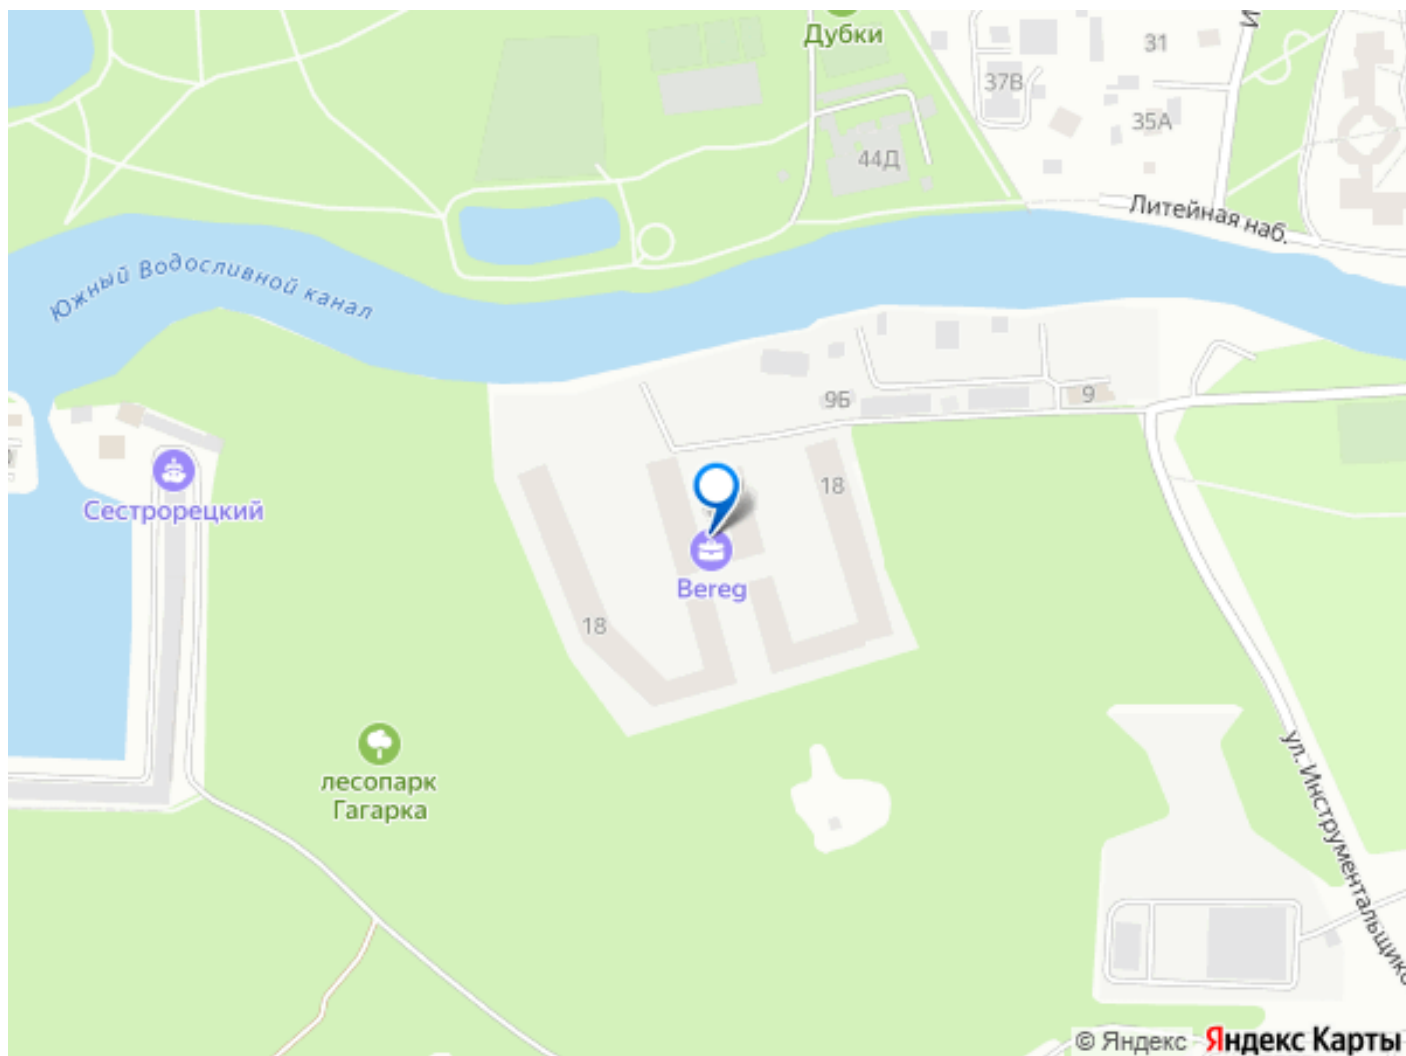 Дубки
31
37В
35А
44Д
Литейная наб.
Южный Водосливной канал
9Б
9
Сестрорецкий
18
Bereg
18
лесопарк
Гагарка
ул. Инструментальщико
© Яндекс
Яндекс Карты